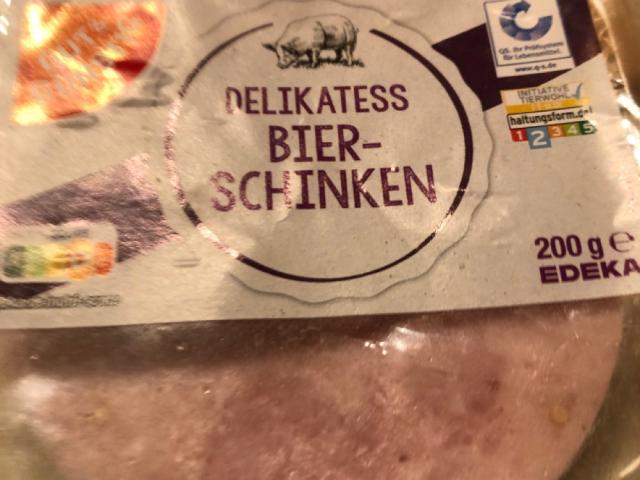 DELIKATESS
BIER-
SCHINKEN
QS. Ihr Prüfsystem
für Lebensmittel.
www.q-s.de
INITIATIVE
TIERWOHL
haltungsform.de
1 2 3 4 5
200 g e
EDEKA